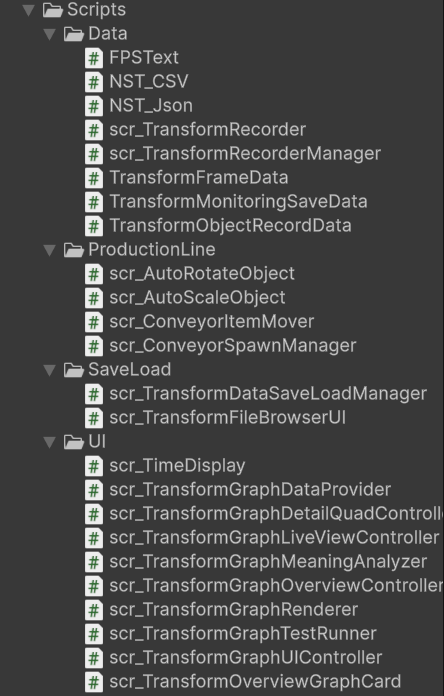 Scripts
Data
FPSText
NST_CSV
NST_Json
scr_TransformRecorder
scr_TransformRecorderManager
TransformFrameData
TransformMonitoringSaveData
TransformObjectRecordData
ProductionLine
scr_AutoRotateObject
scr_AutoScaleObject
scr_ConveyorItemMover
scr_ConveyorSpawnManager
SaveLoad
scr_TransformDataSaveLoadManager
scr_TransformFileBrowserUI
UI
scr_TimeDisplay
scr_TransformGraphDataProvider
scr_TransformGraphDetailQuadControll
scr_TransformGraphLiveViewController
scr_TransformGraphMeaningAnalyzer
scr_TransformGraphOverviewController
scr_TransformGraphRenderer
scr_TransformGraphTestRunner
scr_TransformGraphUIController
scr_TransformOverviewGraphCard